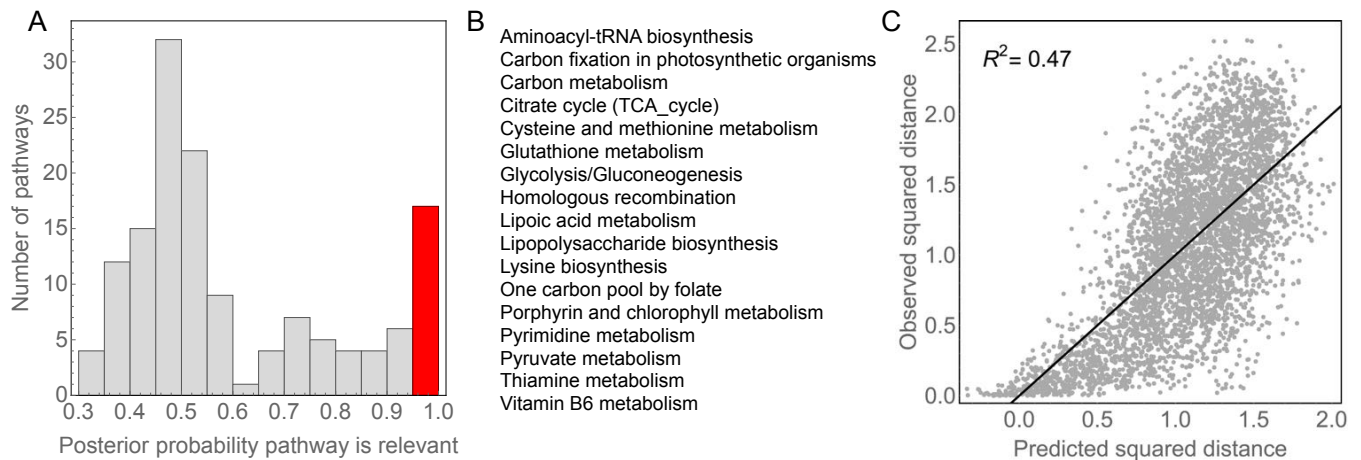 A
30
25
20
15
10
5
0
Number of pathways
0.3 0.4 0.5 0.6 0.7 0.8 0.9 1.0
Posterior probability pathway is relevant
B
Aminoacyl-tRNA biosynthesis
Carbon fixation in photosynthetic organisms
Carbon metabolism
Citrate cycle (TCA_cycle)
Cysteine and methionine metabolism
Glutathione metabolism
Glycolysis/Gluconeogenesis
Homologous recombination
Lipoic acid metabolism
Lipopolysaccharide biosynthesis
Lysine biosynthesis
One carbon pool by folate
Porphyrin and chlorophyll metabolism
Pyrimidine metabolism
Pyruvate metabolism
Thiamine metabolism
Vitamin B6 metabolism
C
R²= 0.47
2.5
2.0
1.5
1.0
0.5
0.0
Observed squared distance
0.0 0.5 1.0 1.5 2.0
Predicted squared distance